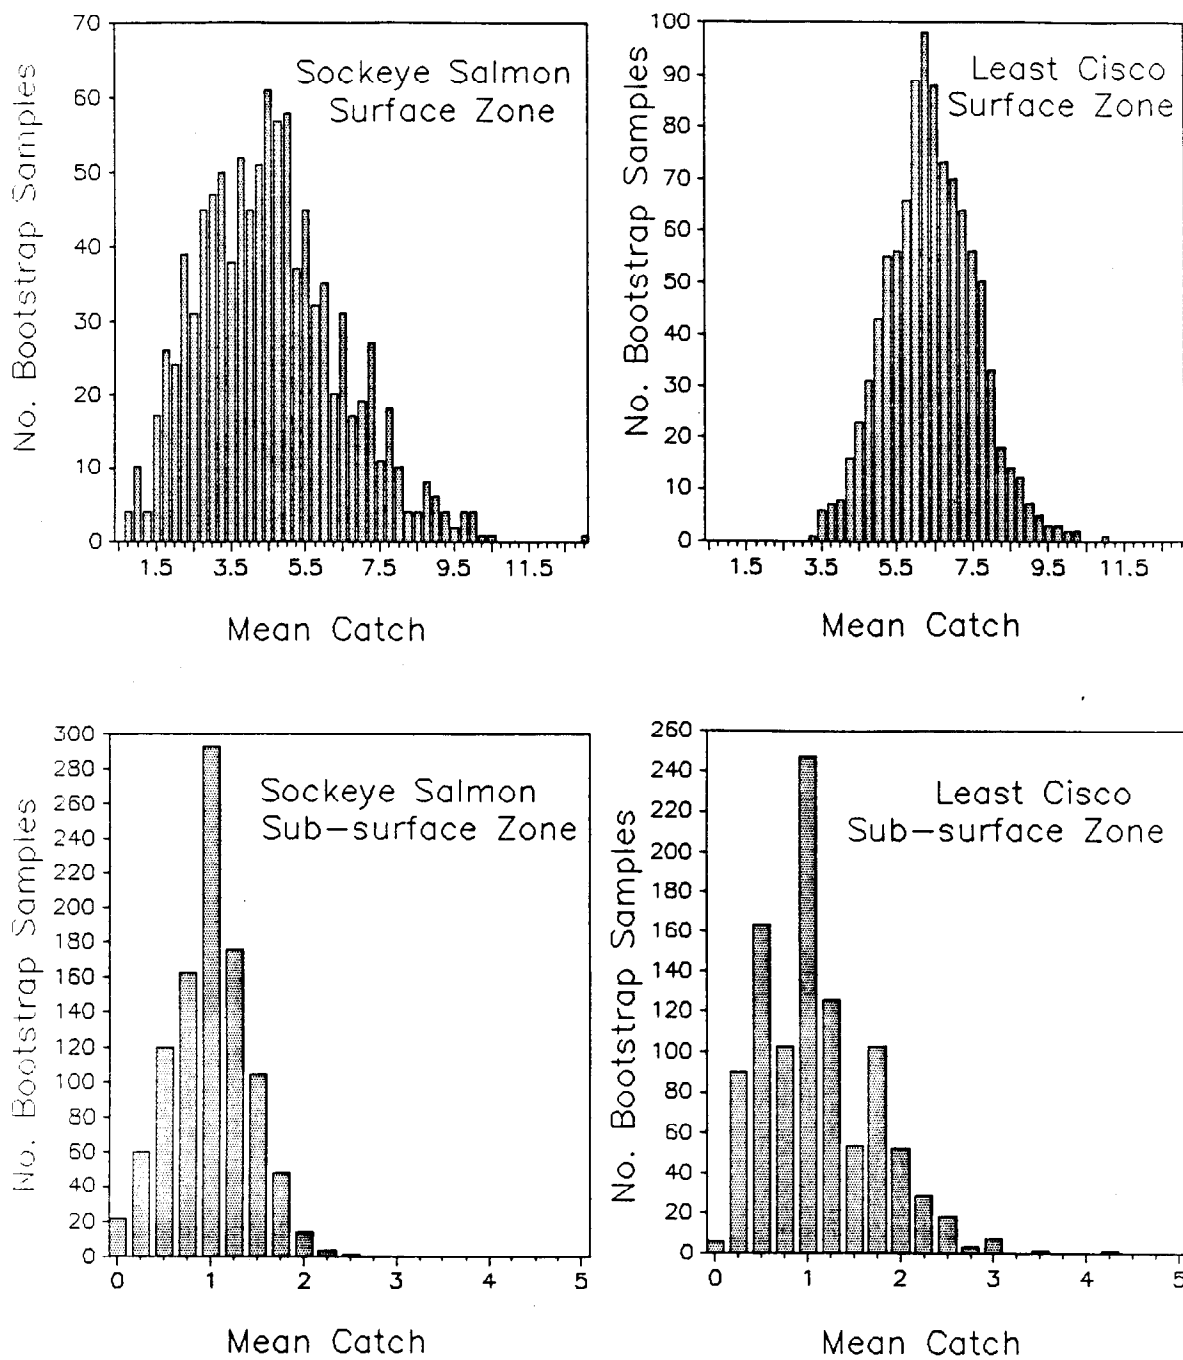 Sockeye Salmon
Surface Zone
No. Bootstrap Samples
70
60
50
40
30
20
10
0
1.5 3.5 5.5 7.5 9.5 11.5
Mean Catch
Least Cisco
Surface Zone
No. Bootstrap Samples
100
90
80
70
60
50
40
30
20
10
0
1.5 3.5 5.5 7.5 9.5 11.5
Mean Catch
Sockeye Salmon
Sub-surface Zone
No. Bootstrap Samples
300
280
260
240
220
200
180
160
140
120
100
80
60
40
20
0
0 1 2 3 4 5
Mean Catch
Least Cisco
Sub-surface Zone
No. Bootstrap Samples
260
240
220
200
180
160
140
120
100
80
60
40
20
0
0 1 2 3 4 5
Mean Catch